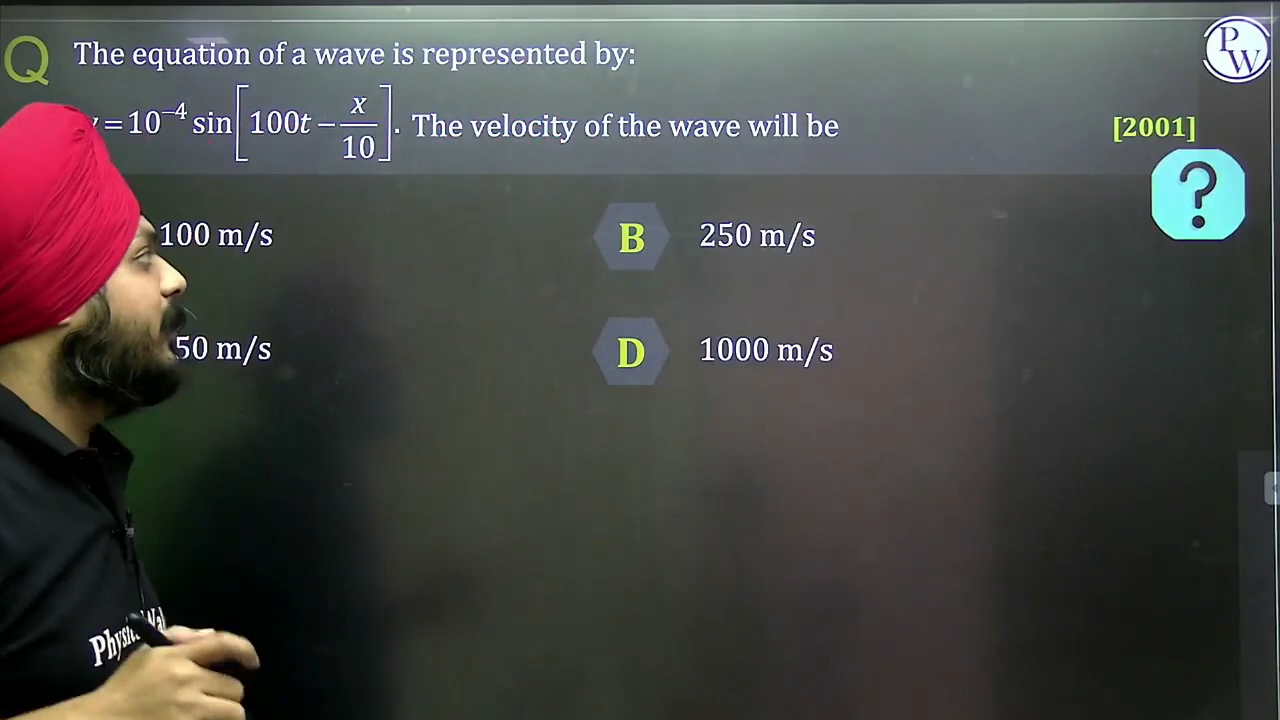 Q The equation of a wave is represented by:
=10⁻⁴ sin[100t − x/10]. The velocity of the wave will be [2001]
100 m/s B 250 m/s
50 m/s D 1000 m/s
PW
?